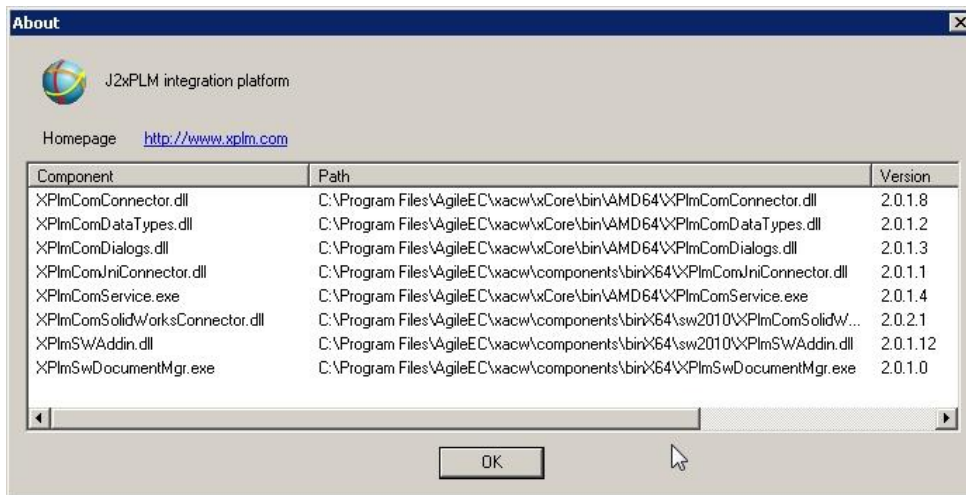 About
J2xPLM integration platform
Homepage http://www.xplm.com
Component Path Version
XPlmComConnector.dll C:\Program Files\AgileEC\xacw\xCore\bin\AMD64\XPlmComConnector.dll 2.0.1.8
XPlmComDataTypes.dll C:\Program Files\AgileEC\xacw\xCore\bin\AMD64\XPlmComDataTypes.dll 2.0.1.2
XPlmComDialogs.dll C:\Program Files\AgileEC\xacw\xCore\bin\AMD64\XPlmComDialogs.dll 2.0.1.3
XPlmComJniConnector.dll C:\Program Files\AgileEC\xacw\components\binX64\XPlmComJniConnector.dll 2.0.1.1
XPlmComService.exe C:\Program Files\AgileEC\xacw\xCore\bin\AMD64\XPlmComService.exe 2.0.1.4
XPlmComSolidWorksConnector.dll C:\Program Files\AgileEC\xacw\components\binX64\sw2010\XPlmComSolidW... 2.0.2.1
XPlmSWAddin.dll C:\Program Files\AgileEC\xacw\components\binX64\sw2010\XPlmSWAddin.dll 2.0.1.12
XPlmSwDocumentMgr.exe C:\Program Files\AgileEC\xacw\components\binX64\XPlmSwDocumentMgr.exe 2.0.1.0
OK